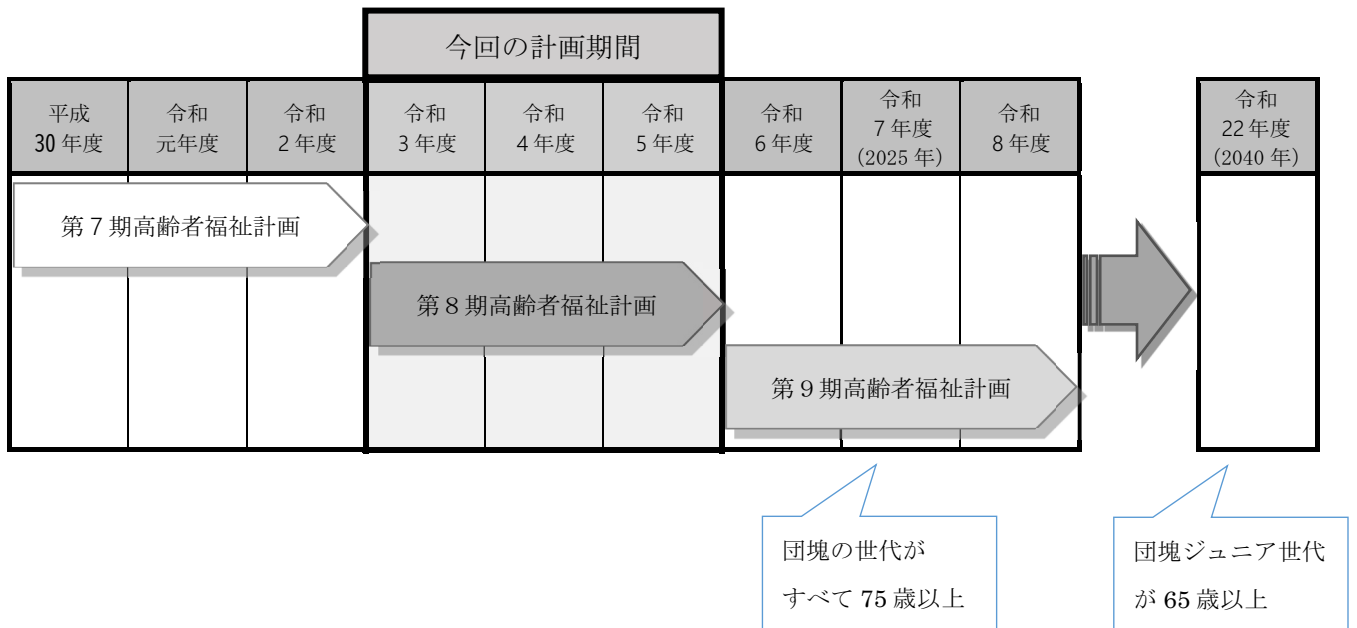 今回の計画期間
平成
30年度
令和
元年度
令和
2年度
令和
3年度
令和
4年度
令和
5年度
令和
6年度
令和
7年度
(2025年)
令和
8年度
令和
22年度
(2040年)
第7期高齢者福祉計画
第8期高齢者福祉計画
第9期高齢者福祉計画
団塊の世代が
すべて75歳以上
団塊ジュニア世代
が65歳以上